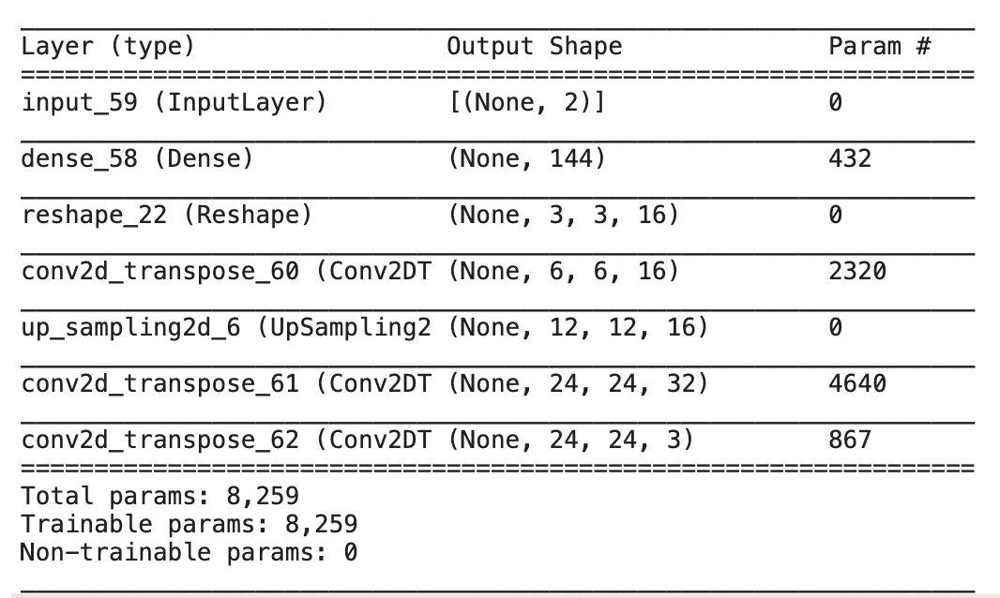 Layer (type)                 Output Shape              Param #
=================================================================
input_59 (InputLayer)        [(None, 2)]               0
_________________________________________________________________
dense_58 (Dense)             (None, 144)               432
_________________________________________________________________
reshape_22 (Reshape)         (None, 3, 3, 16)          0
_________________________________________________________________
conv2d_transpose_60 (Conv2DT (None, 6, 6, 16)          2320
_________________________________________________________________
up_sampling2d_6 (UpSampling2 (None, 12, 12, 16)        0
_________________________________________________________________
conv2d_transpose_61 (Conv2DT (None, 24, 24, 32)        4640
_________________________________________________________________
conv2d_transpose_62 (Conv2DT (None, 24, 24, 3)         867
=================================================================
Total params: 8,259
Trainable params: 8,259
Non-trainable params: 0
_________________________________________________________________